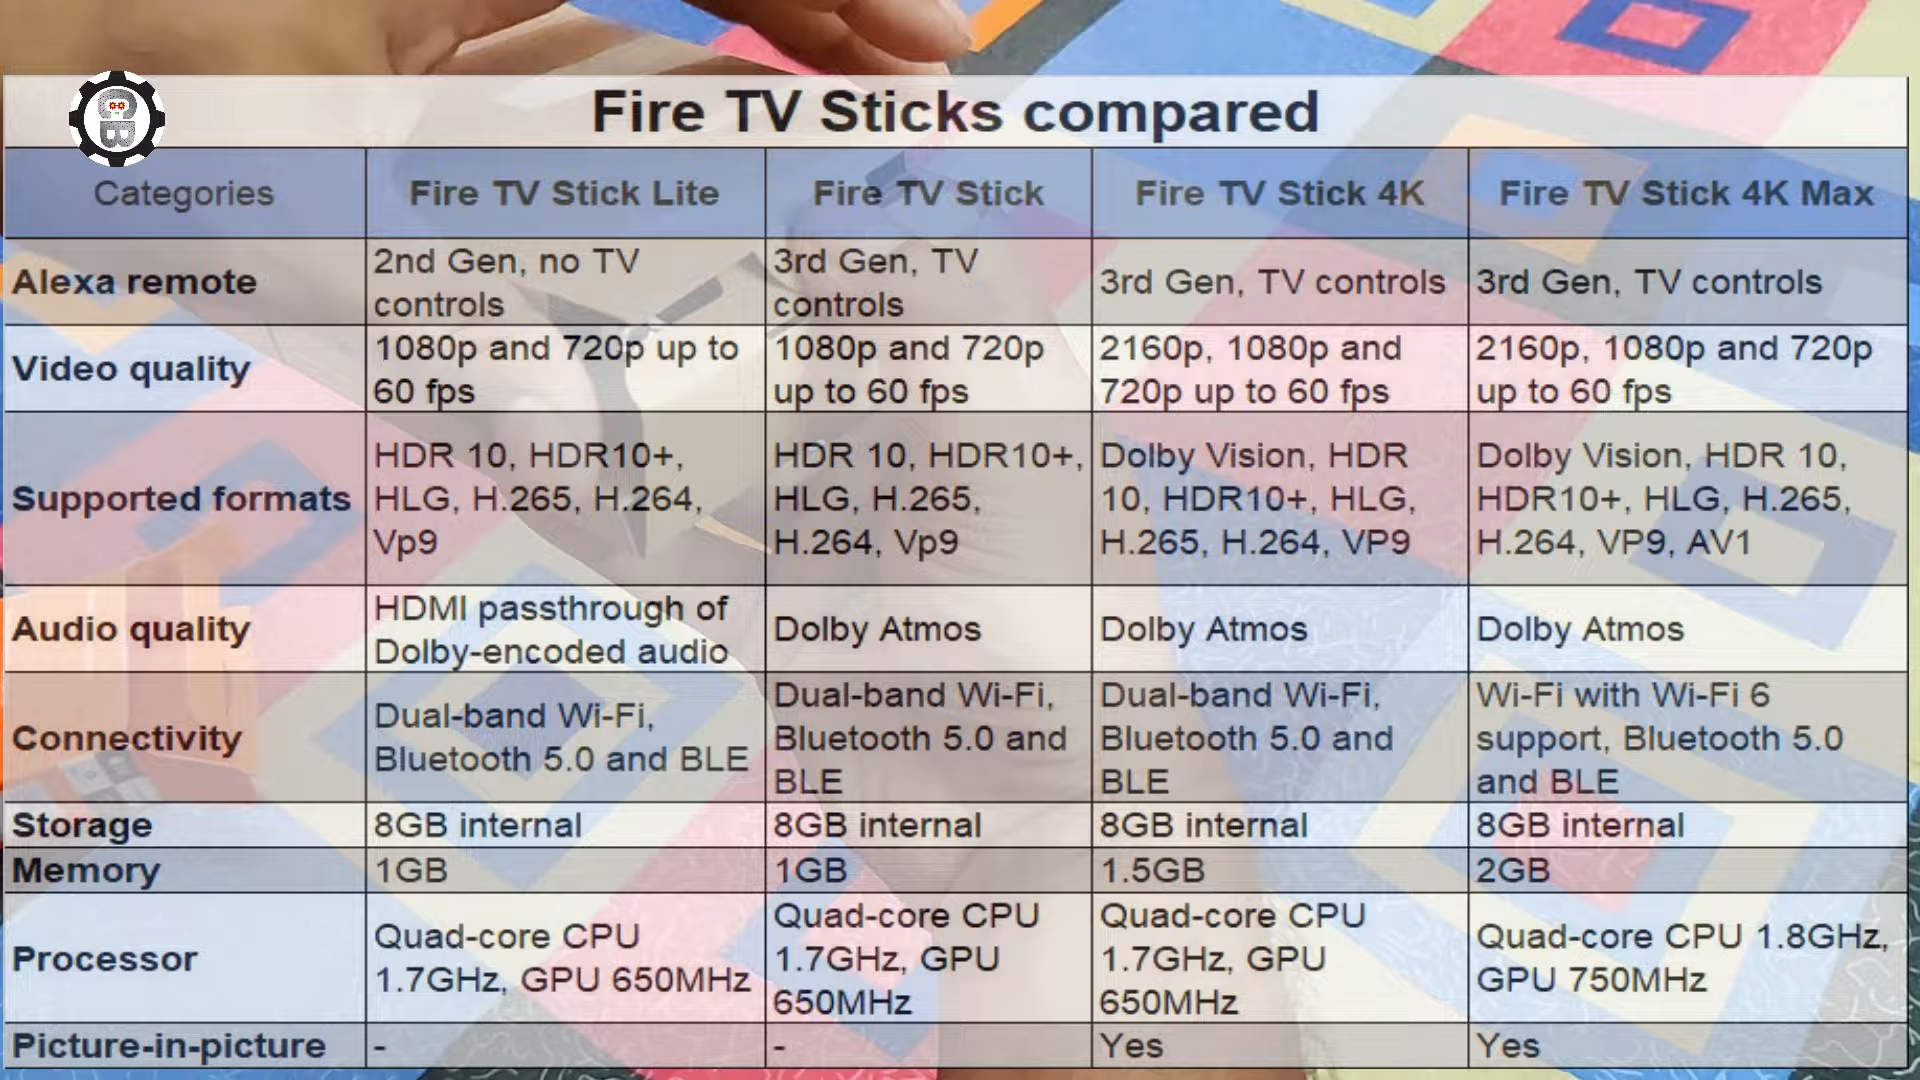 Fire TV Sticks compared
CB
Categories
Fire TV Stick Lite
Fire TV Stick
Fire TV Stick 4K
Fire TV Stick 4K Max
Alexa remote
2nd Gen, no TV
controls
3rd Gen, TV
controls
3rd Gen, TV controls
3rd Gen, TV controls
Video quality
1080p and 720p up to
60 fps
1080p and 720p
up to 60 fps
2160p, 1080p and
720p up to 60 fps
2160p, 1080p and 720p
up to 60 fps
Supported formats
HDR 10, HDR10+,
HLG, H.265, H.264,
Vp9
HDR 10, HDR10+,
HLG, H.265,
H.264, Vp9
Dolby Vision, HDR
10, HDR10+, HLG,
H.265, H.264, VP9
Dolby Vision, HDR 10,
HDR10+, HLG, H.265,
H.264, VP9, AV1
Audio quality
HDMI passthrough of
Dolby-encoded audio
Dolby Atmos
Dolby Atmos
Dolby Atmos
Connectivity
Dual-band Wi-Fi,
Bluetooth 5.0 and BLE
Dual-band Wi-Fi,
Bluetooth 5.0 and
BLE
Dual-band Wi-Fi,
Bluetooth 5.0 and
BLE
Wi-Fi with Wi-Fi 6
support, Bluetooth 5.0
and BLE
Storage
8GB internal
8GB internal
8GB internal
8GB internal
Memory
1GB
1GB
1.5GB
2GB
Processor
Quad-core CPU
1.7GHz, GPU 650MHz
Quad-core CPU
1.7GHz, GPU
650MHz
Quad-core CPU
1.7GHz, GPU
650MHz
Quad-core CPU 1.8GHz,
GPU 750MHz
Picture-in-picture
-
-
Yes
Yes